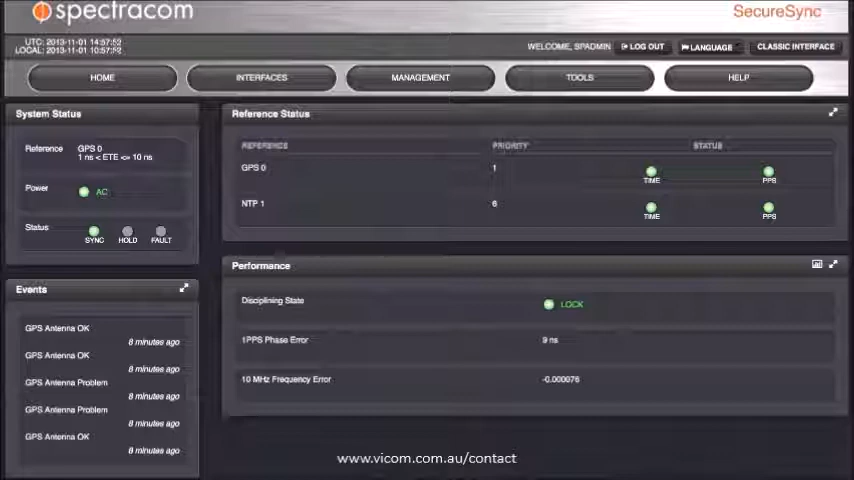 spectracom
SecureSync
UTC: 2013-11-01 14:57:52
LOCAL: 2013-11-01 10:57:52
WELCOME, SPADMIN
LOG OUT
LANGUAGE
CLASSIC INTERFACE
HOME
INTERFACES
MANAGEMENT
TOOLS
HELP
System Status
Reference
GPS 0
1 ns < ETE <= 10 ns
Power
AC
Status
SYNC
HOLD
FAULT
Events
GPS Antenna OK
8 minutes ago
GPS Antenna OK
8 minutes ago
GPS Antenna Problem
8 minutes ago
GPS Antenna Problem
8 minutes ago
GPS Antenna OK
8 minutes ago
Reference Status
REFERENCE
PRIORITY
STATUS
GPS 0
1
TIME
PPS
NTP 1
6
TIME
PPS
Performance
Disciplining State
LOCK
1PPS Phase Error
9 ns
10 MHz Frequency Error
-0.000076
www.vicom.com.au/contact